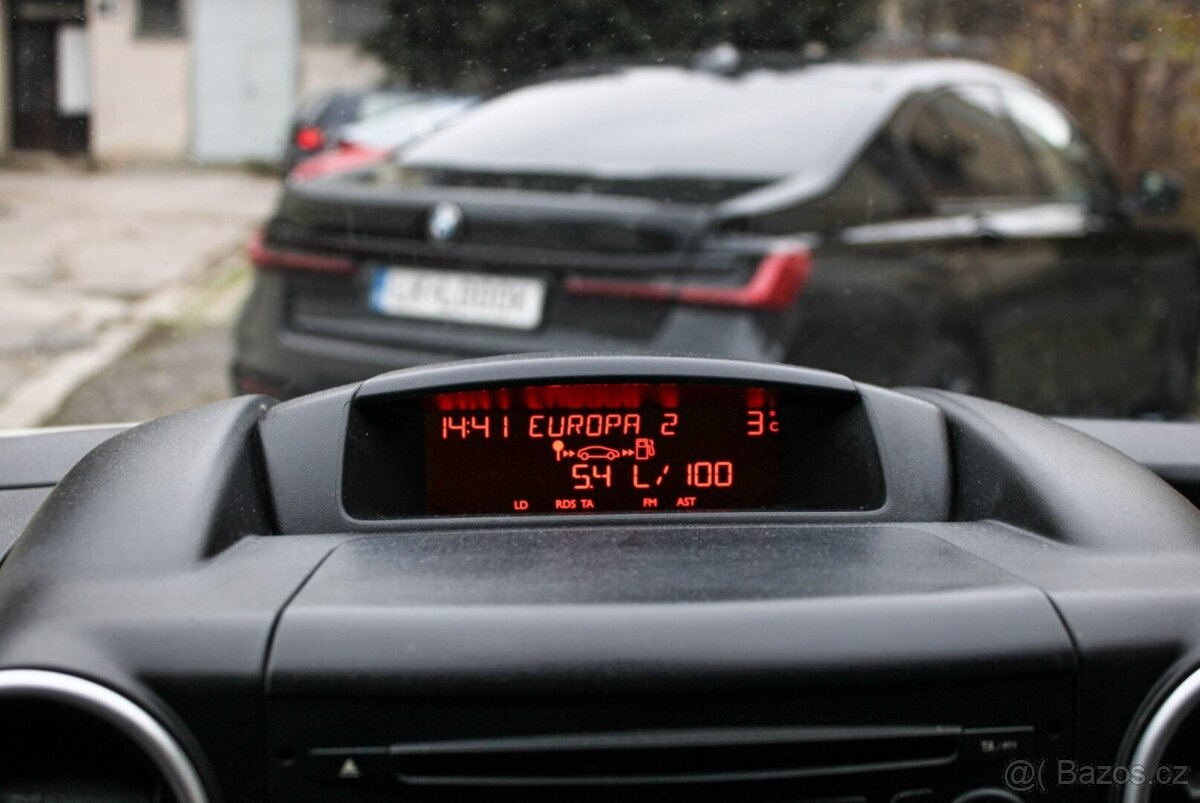 14:41 EUROPA 2 3°C
5.4 L/100
LD RDS TA FM AST
TA/
@( Bazos.cz